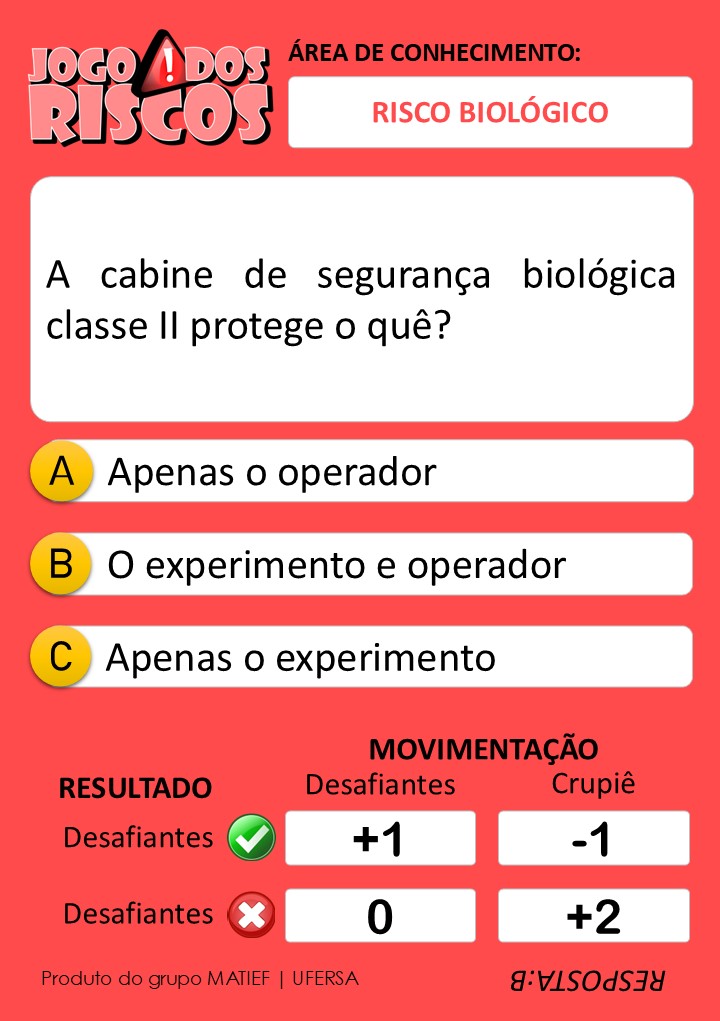 JOGO DOS
RISCOS
ÁREA DE CONHECIMENTO:
RISCO BIOLÓGICO
A cabine de segurança biológica
classe II protege o quê?
A Apenas o operador
B O experimento e operador
C Apenas o experimento
MOVIMENTAÇÃO
RESULTADO Desafiantes Crupiê
Desafiantes +1 -1
Desafiantes 0 +2
Produto do grupo MATIEF | UFERSA
RESPOSTA:B